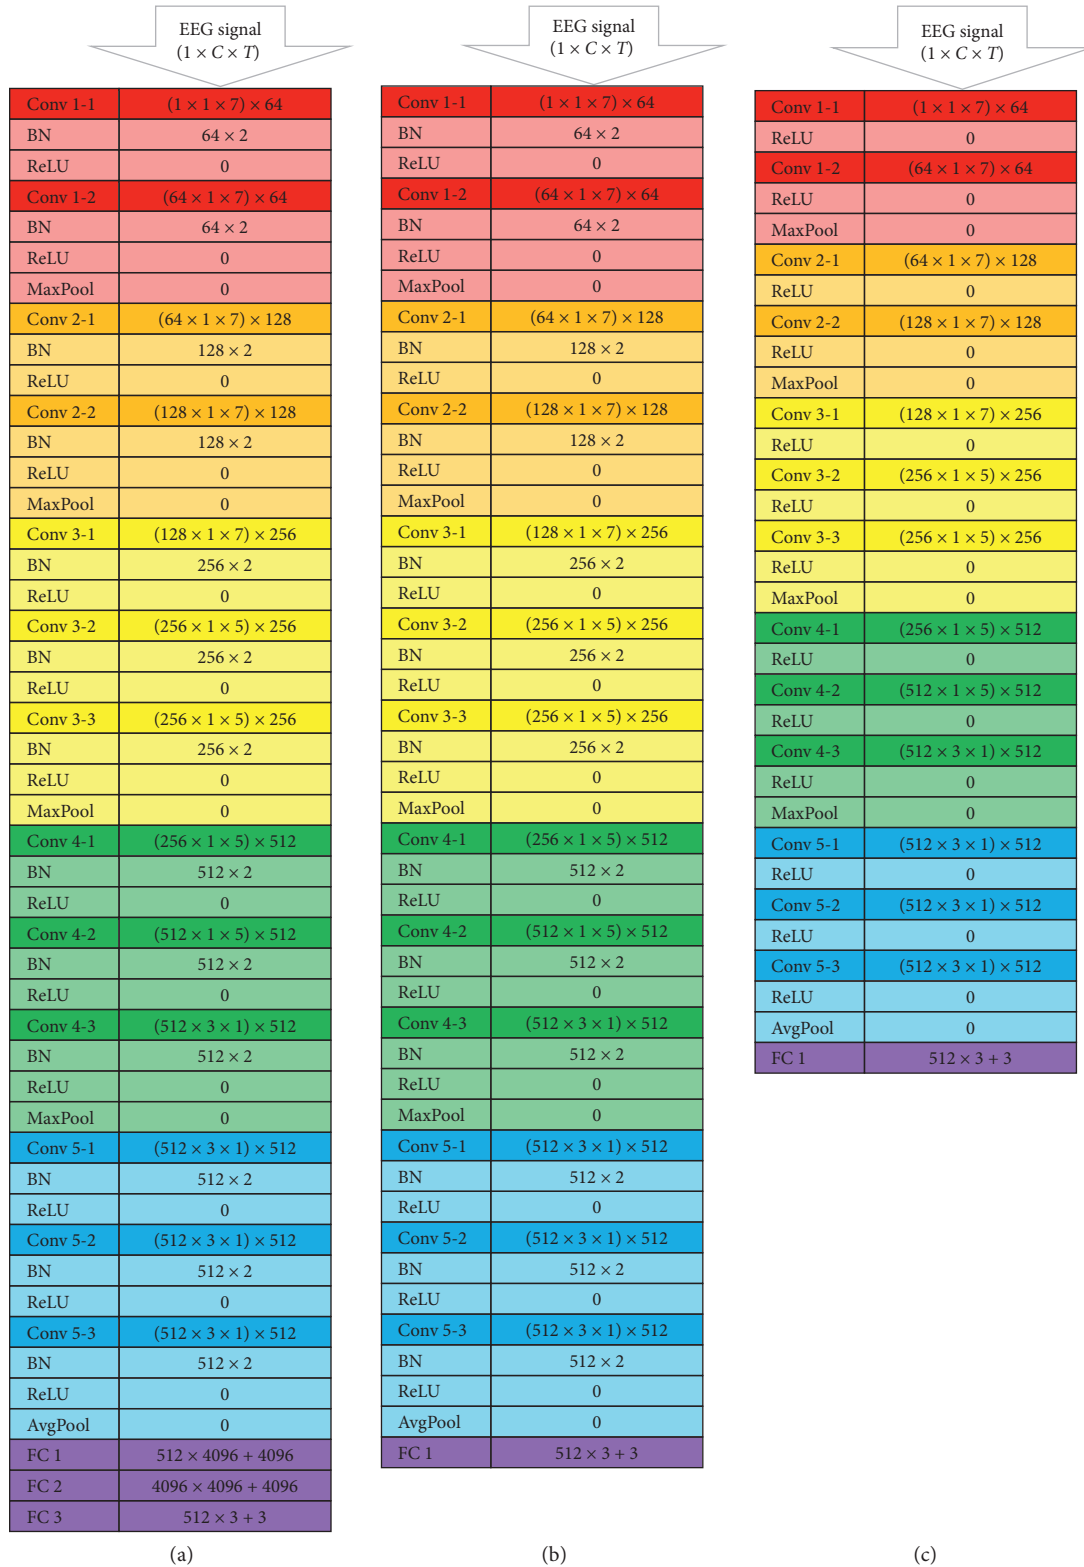 EEG signal
(1 × C × T)
Conv 1-1 (1 × 1 × 7) × 64
BN 64 × 2
ReLU 0
Conv 1-2 (64 × 1 × 7) × 64
BN 64 × 2
ReLU 0
MaxPool 0
Conv 2-1 (64 × 1 × 7) × 128
BN 128 × 2
ReLU 0
Conv 2-2 (128 × 1 × 7) × 128
BN 128 × 2
ReLU 0
MaxPool 0
Conv 3-1 (128 × 1 × 7) × 256
BN 256 × 2
ReLU 0
Conv 3-2 (256 × 1 × 5) × 256
BN 256 × 2
ReLU 0
Conv 3-3 (256 × 1 × 5) × 256
BN 256 × 2
ReLU 0
MaxPool 0
Conv 4-1 (256 × 1 × 5) × 512
BN 512 × 2
ReLU 0
Conv 4-2 (512 × 1 × 5) × 512
BN 512 × 2
ReLU 0
Conv 4-3 (512 × 3 × 1) × 512
BN 512 × 2
ReLU 0
MaxPool 0
Conv 5-1 (512 × 3 × 1) × 512
BN 512 × 2
ReLU 0
Conv 5-2 (512 × 3 × 1) × 512
BN 512 × 2
ReLU 0
Conv 5-3 (512 × 3 × 1) × 512
BN 512 × 2
ReLU 0
AvgPool 0
FC 1 512 × 4096 + 4096
FC 2 4096 × 4096 + 4096
FC 3 512 × 3 + 3
(a)
EEG signal
(1 × C × T)
Conv 1-1 (1 × 1 × 7) × 64
BN 64 × 2
ReLU 0
Conv 1-2 (64 × 1 × 7) × 64
BN 64 × 2
ReLU 0
MaxPool 0
Conv 2-1 (64 × 1 × 7) × 128
BN 128 × 2
ReLU 0
Conv 2-2 (128 × 1 × 7) × 128
BN 128 × 2
ReLU 0
MaxPool 0
Conv 3-1 (128 × 1 × 7) × 256
BN 256 × 2
ReLU 0
Conv 3-2 (256 × 1 × 5) × 256
BN 256 × 2
ReLU 0
Conv 3-3 (256 × 1 × 5) × 256
BN 256 × 2
ReLU 0
MaxPool 0
Conv 4-1 (256 × 1 × 5) × 512
BN 512 × 2
ReLU 0
Conv 4-2 (512 × 1 × 5) × 512
BN 512 × 2
ReLU 0
Conv 4-3 (512 × 3 × 1) × 512
BN 512 × 2
ReLU 0
MaxPool 0
Conv 5-1 (512 × 3 × 1) × 512
BN 512 × 2
ReLU 0
Conv 5-2 (512 × 3 × 1) × 512
BN 512 × 2
ReLU 0
Conv 5-3 (512 × 3 × 1) × 512
BN 512 × 2
ReLU 0
AvgPool 0
FC 1 512 × 3 + 3
(b)
EEG signal
(1 × C × T)
Conv 1-1 (1 × 1 × 7) × 64
ReLU 0
Conv 1-2 (64 × 1 × 7) × 64
ReLU 0
MaxPool 0
Conv 2-1 (64 × 1 × 7) × 128
ReLU 0
Conv 2-2 (128 × 1 × 7) × 128
ReLU 0
MaxPool 0
Conv 3-1 (128 × 1 × 7) × 256
ReLU 0
Conv 3-2 (256 × 1 × 5) × 256
ReLU 0
Conv 3-3 (256 × 1 × 5) × 256
ReLU 0
MaxPool 0
Conv 4-1 (256 × 1 × 5) × 512
ReLU 0
Conv 4-2 (512 × 1 × 5) × 512
ReLU 0
Conv 4-3 (512 × 3 × 1) × 512
ReLU 0
MaxPool 0
Conv 5-1 (512 × 3 × 1) × 512
ReLU 0
Conv 5-2 (512 × 3 × 1) × 512
ReLU 0
Conv 5-3 (512 × 3 × 1) × 512
ReLU 0
AvgPool 0
FC 1 512 × 3 + 3
(c)